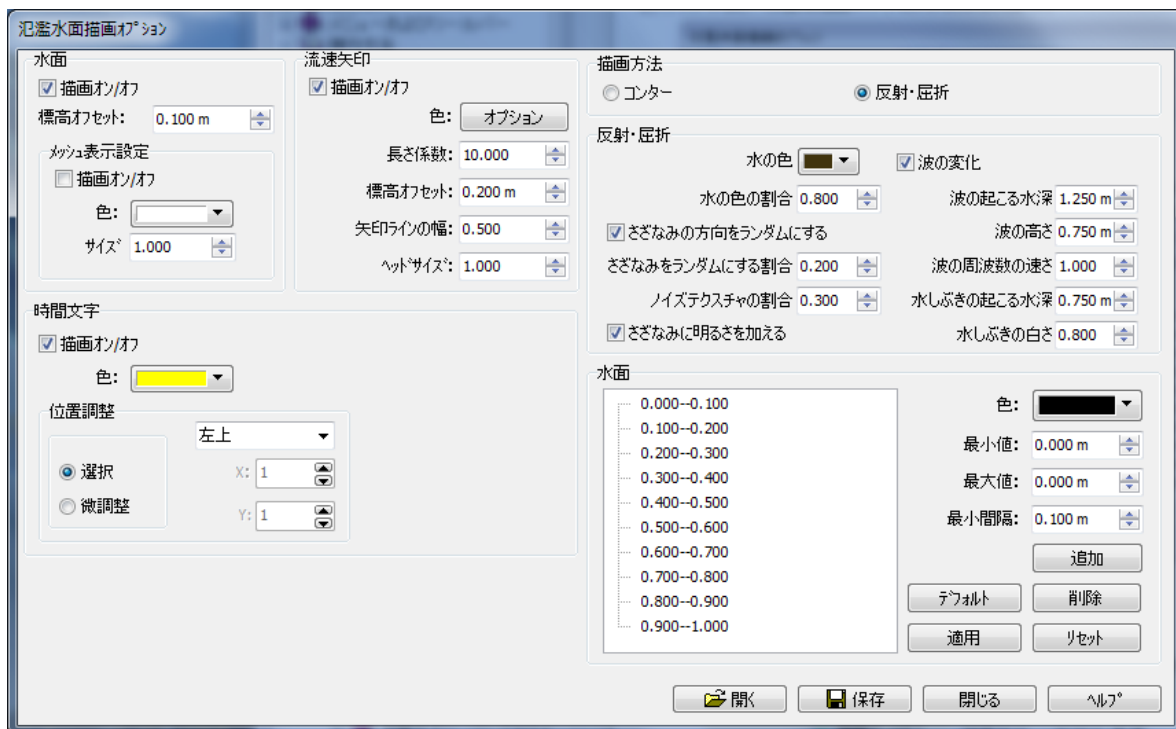 氾濫水面描画ｵﾌﾟｼｮﾝ
水面
描画ｵﾝ/ｵﾌ
標高ｵﾌｾｯﾄ: 0.100 m
ﾒｯｼｭ表示設定
描画ｵﾝ/ｵﾌ
色:
ｻｲｽﾞ 1.000
流速矢印
描画ｵﾝ/ｵﾌ
色: オプション
長さ係数: 10.000
標高ｵﾌｾｯﾄ: 0.200 m
矢印ラインの幅: 0.500
ﾍｯﾄﾞｻｲｽﾞ: 1.000
時間文字
描画ｵﾝ/ｵﾌ
色:
位置調整
左上
選択
微調整
X: 1
Y: 1
描画方法
コンター
反射・屈折
反射・屈折
水の色
波の変化
水の色の割合 0.800
波の起こる水深 1.250 m
さざなみの方向をランダムにする
波の高さ 0.750 m
さざなみをランダムにする割合 0.200
波の周波数の速さ 1.000
ノイズテクスチャの割合 0.300
水しぶきの起こる水深 0.750 m
さざなみに明るさを加える
水しぶきの白さ 0.800
水面
0.000--0.100
0.100--0.200
0.200--0.300
0.300--0.400
0.400--0.500
0.500--0.600
0.600--0.700
0.700--0.800
0.800--0.900
0.900--1.000
色:
最小値: 0.000 m
最大値: 0.000 m
最小間隔: 0.100 m
追加
ﾃﾞﾌｫﾙﾄ
削除
適用
ﾘｾｯﾄ
開く
保存
閉じる
ﾍﾙﾌﾟ